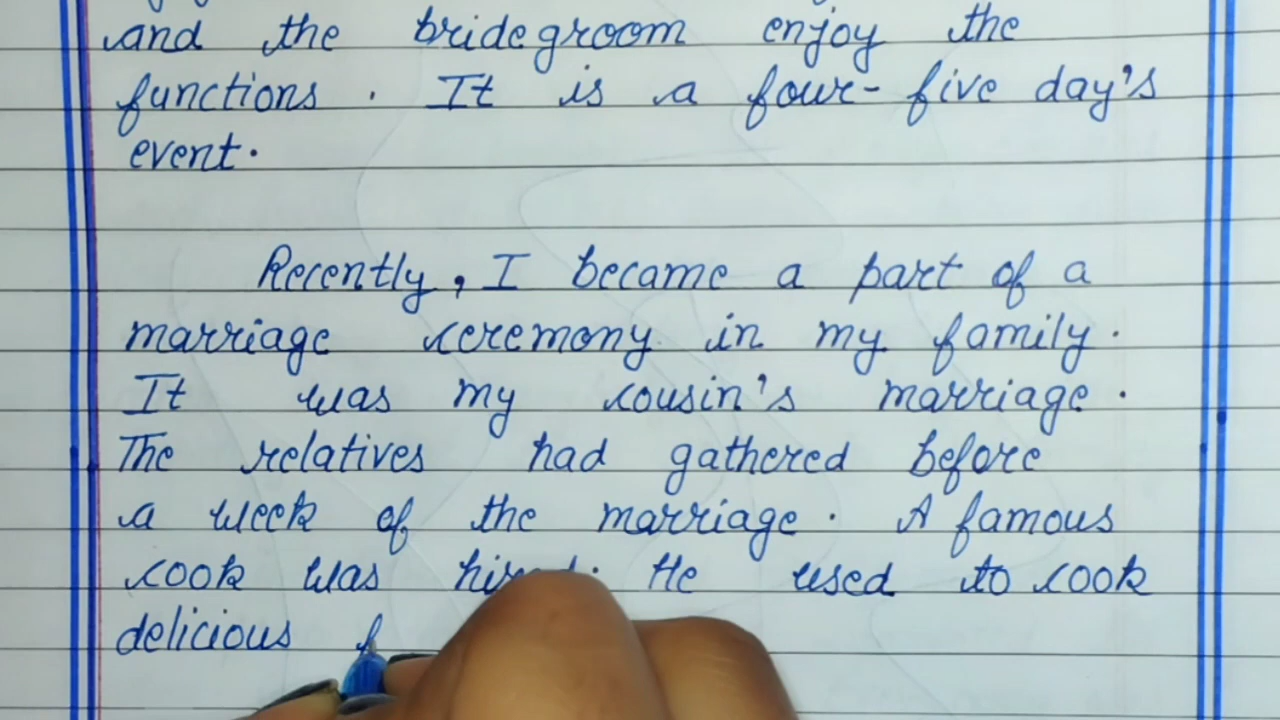 and the bridegroom enjoy the
functions. It is a four-five day's
event.
Recently, I became a part of a
marriage ceremony in my family.
It was my cousin's marriage.
The relatives had gathered before
a week of the marriage. A famous
cook was hired. He used to cook
delicious